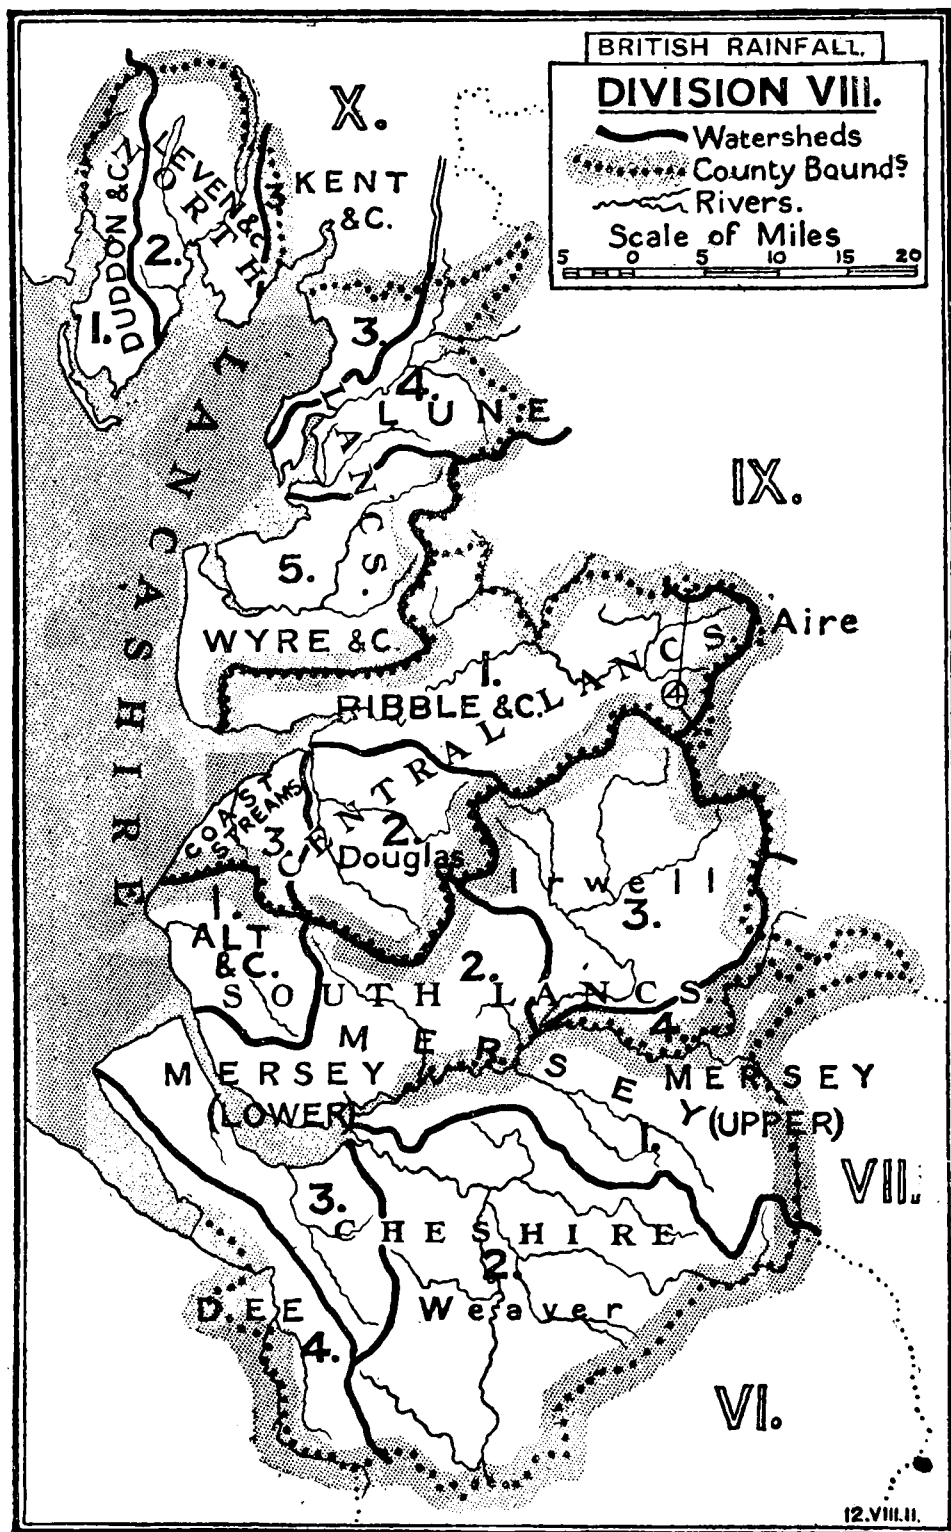 BRITISH RAINFALL.
DIVISION VIII.
Watersheds
County Bounds.
Rivers.
Scale of Miles
5 0 5 10 15 20
X.
KENT
&C.
DUDDON &C.
LEVEN &C.
NORTH
1.
2.
3.
3.
4.
LUNE
LANCS.
LANCASHIRE
IX.
5.
WYRE &C.
Aire
1.
RIBBLE &C.
4
CENTRAL LANCS.
COAST
STREAMS
3.
2.
Douglas
Irwell
3.
1.
ALT
&C.
2.
SOUTH LANCS.
4.
MERSEY
MERSEY
(LOWER)
MERSEY
(UPPER)
1.
VII.
3.
CHESHIRE
2.
Weaver
DEE
4.
VI.
12.VIII.11.